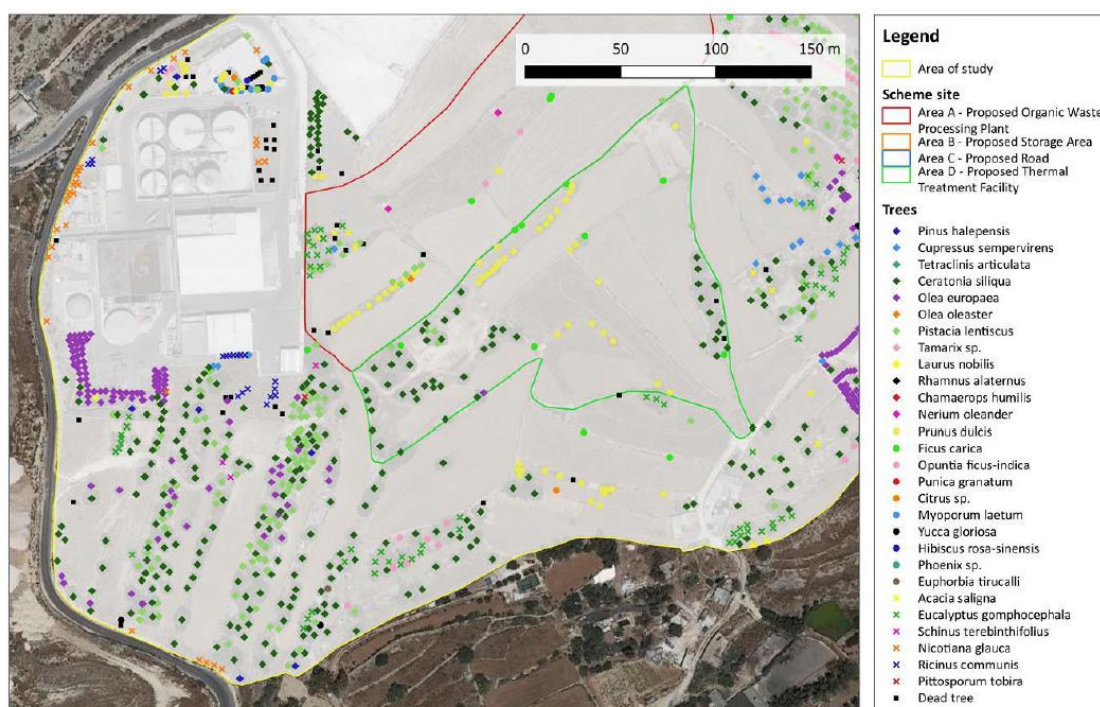 0 50 100 150 m
Legend
Area of study
Scheme site
Area A - Proposed Organic Waste
Processing Plant
Area B - Proposed Storage Area
Area C - Proposed Road
Area D - Proposed Thermal
Treatment Facility
Trees
Pinus halepensis
Cupressus sempervirens
Tetraclinis articulata
Ceratonia siliqua
Olea europaea
Olea oleaster
Pistacia lentiscus
Tamarix sp.
Laurus nobilis
Rhamnus alaternus
Chamaerops humilis
Nerium oleander
Prunus dulcis
Ficus carica
Opuntia ficus-indica
Punica granatum
Citrus sp.
Myoporum laetum
Yucca gloriosa
Hibiscus rosa-sinensis
Phoenix sp.
Euphorbia tirucalli
Acacia saligna
Eucalyptus gomphocephala
Schinus terebinthifolius
Nicotiana glauca
Ricinus communis
Pittosporum tobira
Dead tree